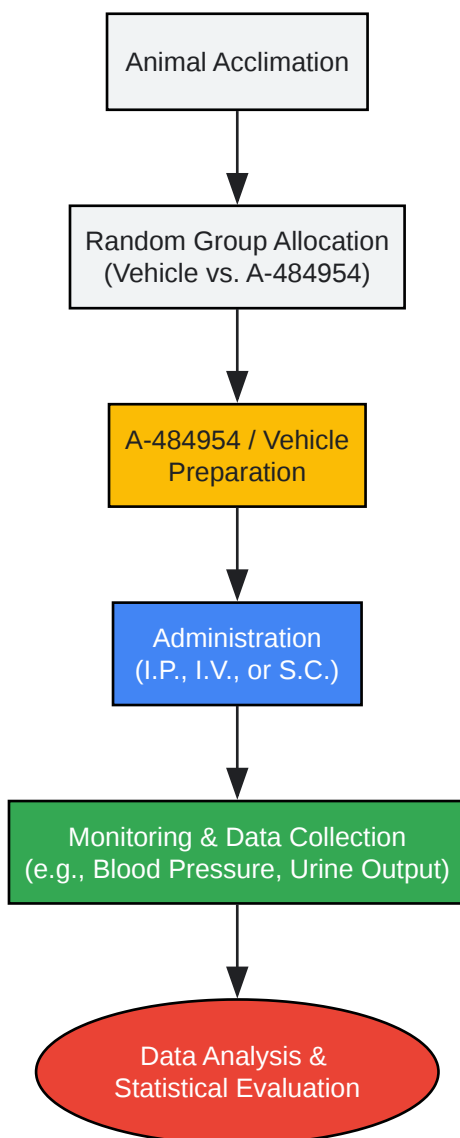 Animal Acclimation
Random Group Allocation
(Vehicle vs. A-484954)
A-484954 / Vehicle
Preparation
Administration
(I.P., I.V., or S.C.)
Monitoring & Data Collection
(e.g., Blood Pressure, Urine Output)
Data Analysis &
Statistical Evaluation